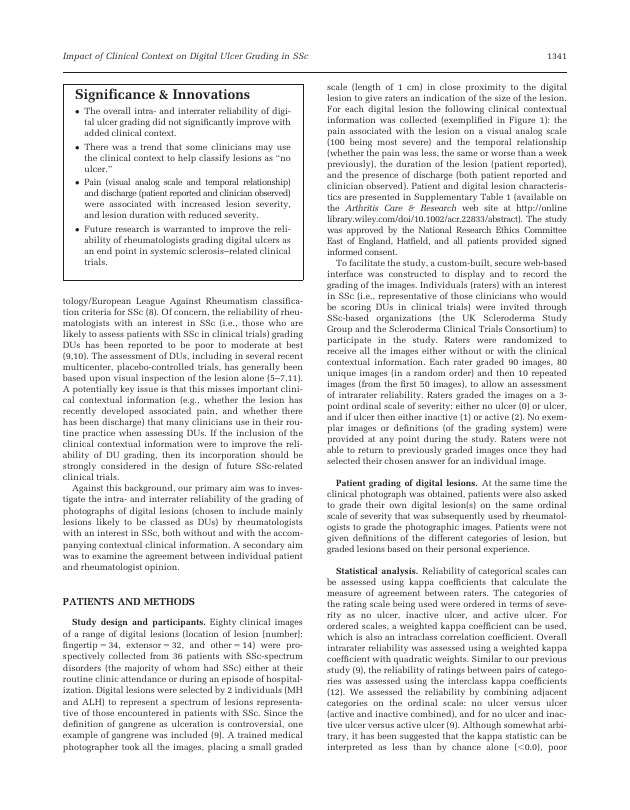 Impact of Clinical Context on Digital Ulcer Grading in SSc 1341
Significance & Innovations
• The overall intra- and interrater reliability of digi-
tal ulcer grading did not significantly improve with
added clinical context.
• There was a trend that some clinicians may use
the clinical context to help classify lesions as “no
ulcer.”
• Pain (visual analog scale and temporal relationship)
and discharge (patient reported and clinician observed)
were associated with increased lesion severity,
and lesion duration with reduced severity.
• Future research is warranted to improve the reli-
ability of rheumatologists grading digital ulcers as
an end point in systemic sclerosis–related clinical
trials.
tology/European League Against Rheumatism classifica-
tion criteria for SSc (8). Of concern, the reliability of rheu-
matologists with an interest in SSc (i.e., those who are
likely to assess patients with SSc in clinical trials) grading
DUs has been reported to be poor to moderate at best
(9,10). The assessment of DUs, including in several recent
multicenter, placebo-controlled trials, has generally been
based upon visual inspection of the lesion alone (5–7,11).
A potentially key issue is that this misses important clini-
cal contextual information (e.g., whether the lesion has
recently developed associated pain, and whether there
has been discharge) that many clinicians use in their rou-
tine practice when assessing DUs. If the inclusion of the
clinical contextual information were to improve the reli-
ability of DU grading, then its incorporation should be
strongly considered in the design of future SSc-related
clinical trials.
Against this background, our primary aim was to inves-
tigate the intra- and interrater reliability of the grading of
photographs of digital lesions (chosen to include mainly
lesions likely to be classed as DUs) by rheumatologists
with an interest in SSc, both without and with the accom-
panying contextual clinical information. A secondary aim
was to examine the agreement between individual patient
and rheumatologist opinion.
PATIENTS AND METHODS
Study design and participants. Eighty clinical images
of a range of digital lesions (location of lesion [number]:
fingertip = 34, extensor = 32, and other = 14) were pro-
spectively collected from 36 patients with SSc-spectrum
disorders (the majority of whom had SSc) either at their
routine clinic attendance or during an episode of hospital-
ization. Digital lesions were selected by 2 individuals (MH
and ALH) to represent a spectrum of lesions representa-
tive of those encountered in patients with SSc. Since the
definition of gangrene as ulceration is controversial, one
example of gangrene was included (9). A trained medical
photographer took all the images, placing a small graded
scale (length of 1 cm) in close proximity to the digital
lesion to give raters an indication of the size of the lesion.
For each digital lesion the following clinical contextual
information was collected (exemplified in Figure 1): the
pain associated with the lesion on a visual analog scale
(100 being most severe) and the temporal relationship
(whether the pain was less, the same or worse than a week
previously), the duration of the lesion (patient reported),
and the presence of discharge (both patient reported and
clinician observed). Patient and digital lesion characteris-
tics are presented in Supplementary Table 1 (available on
the Arthritis Care & Research web site at http://online
library.wiley.com/doi/10.1002/acr.22833/abstract). The study
was approved by the National Research Ethics Committee
East of England, Hatfield, and all patients provided signed
informed consent.
To facilitate the study, a custom-built, secure web-based
interface was constructed to display and to record the
grading of the images. Individuals (raters) with an interest
in SSc (i.e., representative of those clinicians who would
be scoring DUs in clinical trials) were invited through
SSc-based organizations (the UK Scleroderma Study
Group and the Scleroderma Clinical Trials Consortium) to
participate in the study. Raters were randomized to
receive all the images either without or with the clinical
contextual information. Each rater graded 90 images, 80
unique images (in a random order) and then 10 repeated
images (from the first 50 images), to allow an assessment
of intrarater reliability. Raters graded the images on a 3-
point ordinal scale of severity: either no ulcer (0) or ulcer,
and if ulcer then either inactive (1) or active (2). No exem-
plar images or definitions (of the grading system) were
provided at any point during the study. Raters were not
able to return to previously graded images once they had
selected their chosen answer for an individual image.
Patient grading of digital lesions. At the same time the
clinical photograph was obtained, patients were also asked
to grade their own digital lesion(s) on the same ordinal
scale of severity that was subsequently used by rheumatol-
ogists to grade the photographic images. Patients were not
given definitions of the different categories of lesion, but
graded lesions based on their personal experience.
Statistical analysis. Reliability of categorical scales can
be assessed using kappa coefficients that calculate the
measure of agreement between raters. The categories of
the rating scale being used were ordered in terms of seve-
rity as no ulcer, inactive ulcer, and active ulcer. For
ordered scales, a weighted kappa coefficient can be used,
which is also an intraclass correlation coefficient. Overall
intrarater reliability was assessed using a weighted kappa
coefficient with quadratic weights. Similar to our previous
study (9), the reliability of ratings between pairs of catego-
ries was assessed using the interclass kappa coefficients
(12). We assessed the reliability by combining adjacent
categories on the ordinal scale: no ulcer versus ulcer
(active and inactive combined), and for no ulcer and inac-
tive ulcer versus active ulcer (9). Although somewhat arbi-
trary, it has been suggested that the kappa statistic can be
interpreted as less than by chance alone (<0.0), poor